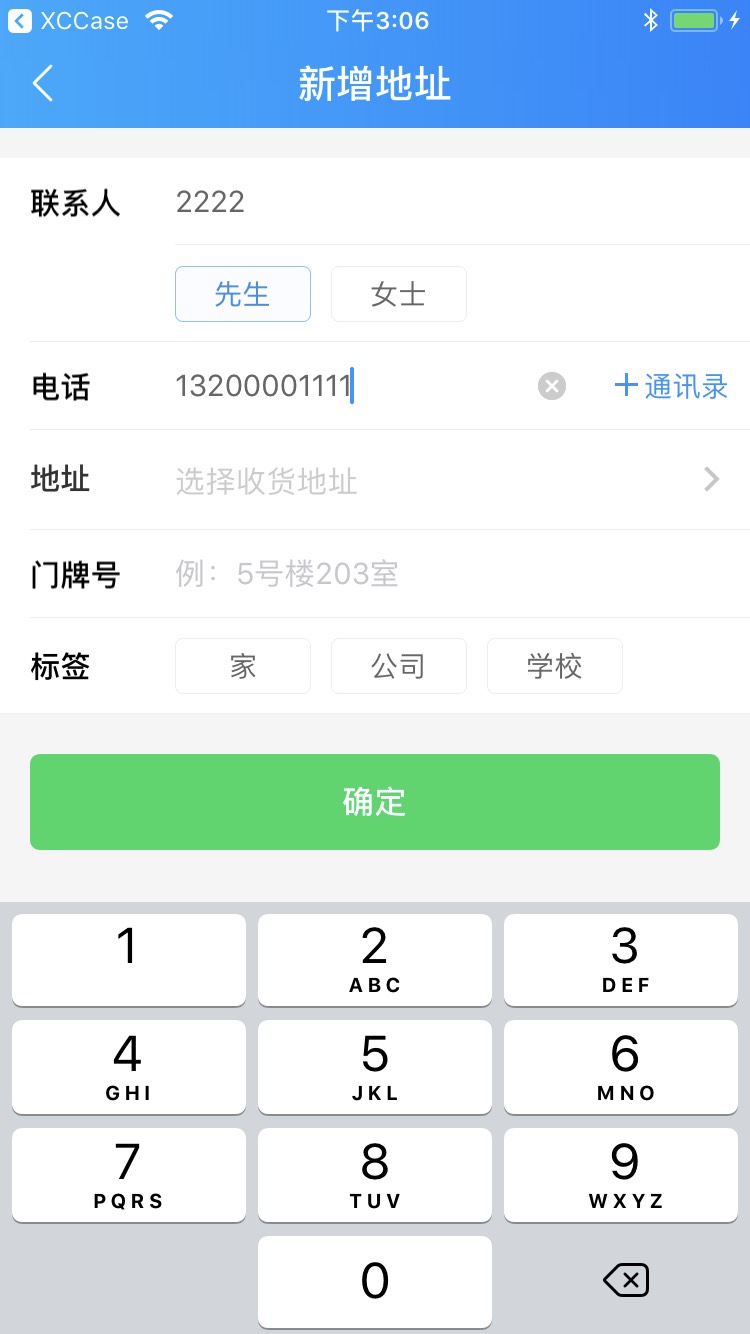 XCCase 下午3:06
新增地址
联系人 2222
先生 女士
电话 13200001111 +通讯录
地址 选择收货地址
门牌号 例：5号楼203室
标签 家 公司 学校
确定
1 2 3
ABC DEF
4 5 6
GHI JKL MNO
7 8 9
PQRS TUV WXYZ
0